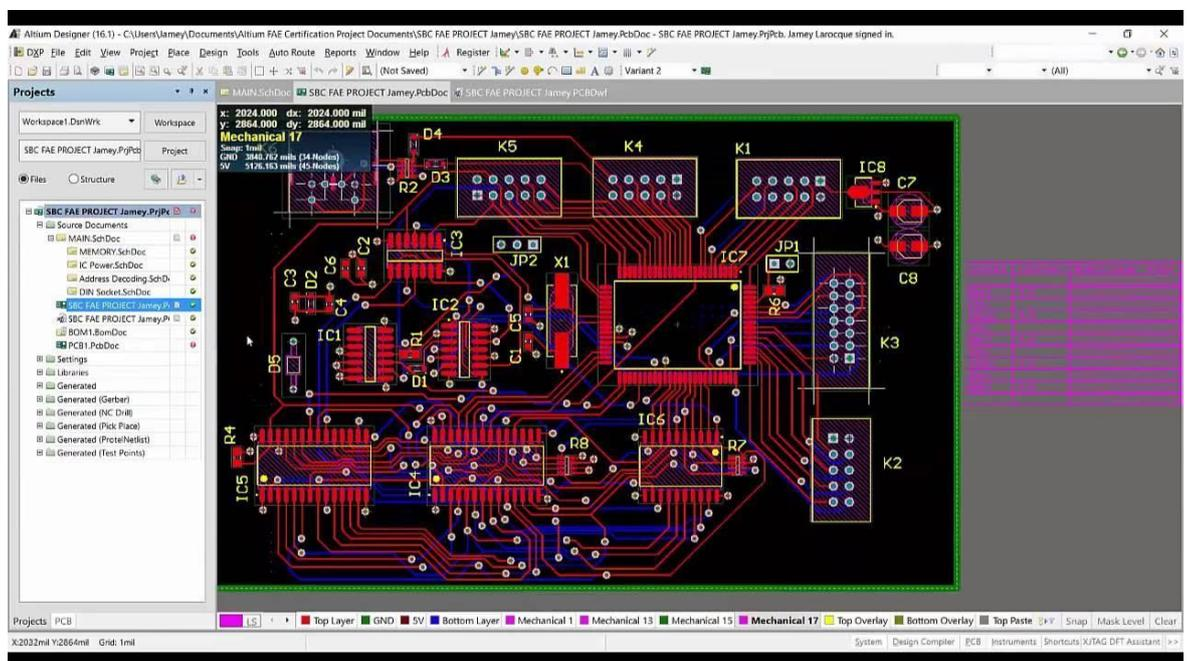 Altium Designer (16.1) - C:\Users\Jamey\Documents\Altium FAE Certification Project Documents\SBC FAE PROJECT Jamey\SBC FAE PROJECT Jamey.PcbDoc - SBC FAE PROJECT Jamey.PrjPcb. Jamey Larocque signed in.
DXP File Edit View Project Place Design Tools Auto Route Reports Window Help Register
(Not Saved) Variant 2 (All)
Projects MAIN.SchDoc SBC FAE PROJECT Jamey.PcbDoc SBC FAE PROJECT Jamey.PCBDwf
Workspace1.DsnWrk Workspace
SBC FAE PROJECT Jamey.PrjPcb Project
Files Structure
SBC FAE PROJECT Jamey.PrjPc
Source Documents
MAIN.SchDoc
MEMORY.SchDoc
IC Power.SchDoc
Address Decoding.SchD
DIN Socket.SchDoc
SBC FAE PROJECT Jamey.P
SBC FAE PROJECT Jamey.P
BOM1.BomDoc
PCB1.PcbDoc
Settings
Libraries
Generated
Generated (Gerber)
Generated (NC Drill)
Generated (Pick Place)
Generated (ProtelNetlist)
Generated (Test Points)
x: 2024.000 dx: 2024.000 mil
y: 2864.000 dy: 2864.000 mil
Mechanical 17
Snap: 1mil
GND 3840.762 mils (34-Nodes)
5V 5126.163 mils (45-Nodes)
D4
K5 K4 K1
R2 D3
IC8
C7
C2 IC3
JP2
IC7 JP1
C6
X1
C8
C3 D2
C4
IC2
R6
C5
IC1
R1
C1
K3
D5
D1
IC6
R4
R8 R7
K2
IC5
IC4
Projects PCB
LS Top Layer GND 5V Bottom Layer Mechanical 1 Mechanical 13 Mechanical 15 Mechanical 17 Top Overlay Bottom Overlay Top Paste Snap Mask Level Clear
X:2032mil Y:2864mil Grid: 1mil
System Design Compiler PCB Instruments Shortcuts XJTAG DFT Assistant >>